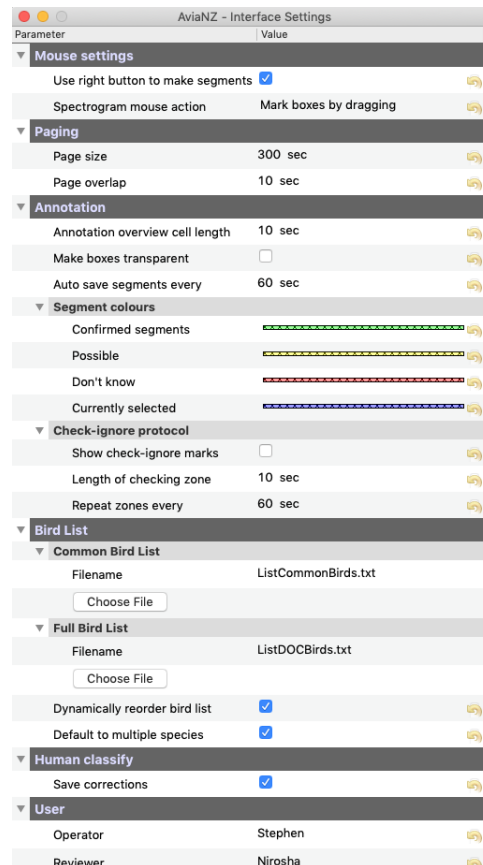 AviaNZ - Interface Settings
Parameter Value
Mouse settings
Use right button to make segments
Spectrogram mouse action Mark boxes by dragging
Paging
Page size 300 sec
Page overlap 10 sec
Annotation
Annotation overview cell length 10 sec
Make boxes transparent
Auto save segments every 60 sec
Segment colours
Confirmed segments
Possible
Don't know
Currently selected
Check-ignore protocol
Show check-ignore marks
Length of checking zone 10 sec
Repeat zones every 60 sec
Bird List
Common Bird List
Filename ListCommonBirds.txt
Choose File
Full Bird List
Filename ListDOCBirds.txt
Choose File
Dynamically reorder bird list
Default to multiple species
Human classify
Save corrections
User
Operator Stephen
Reviewer Nirosha